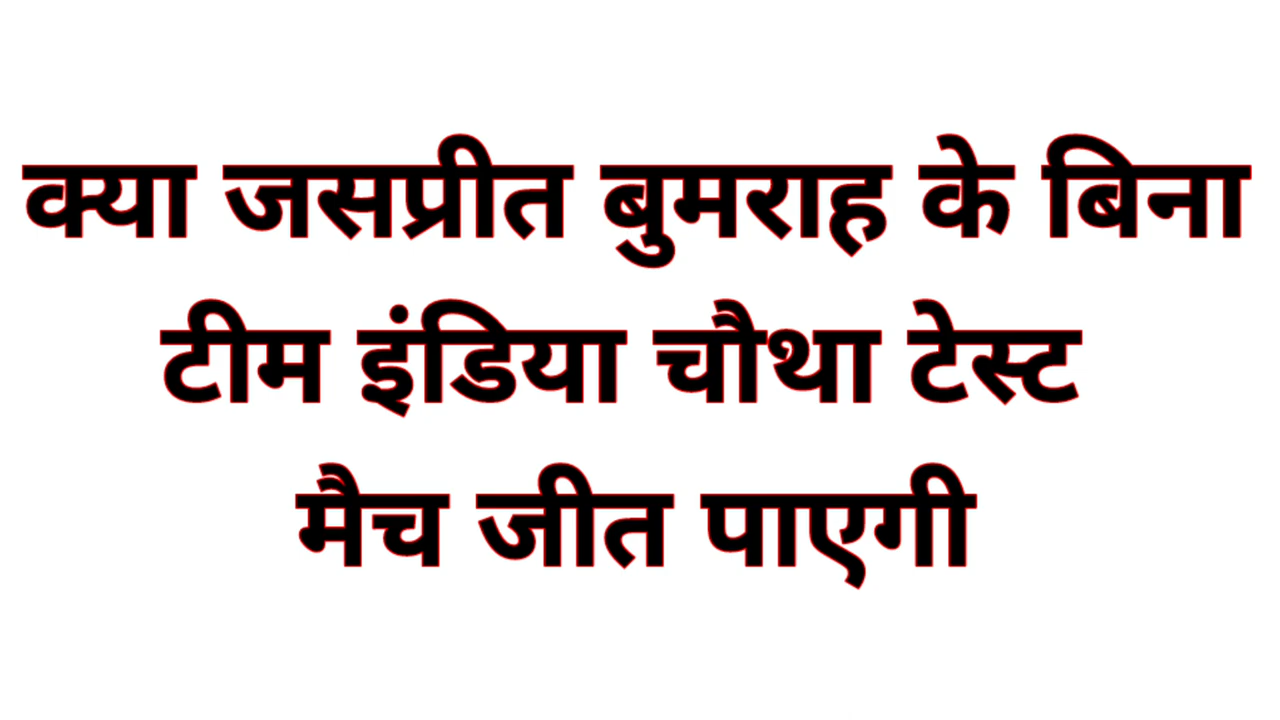 क्या जसप्रीत बुमराह के बिना
टीम इंडिया चौथा टेस्ट
मैच जीत पाएगी